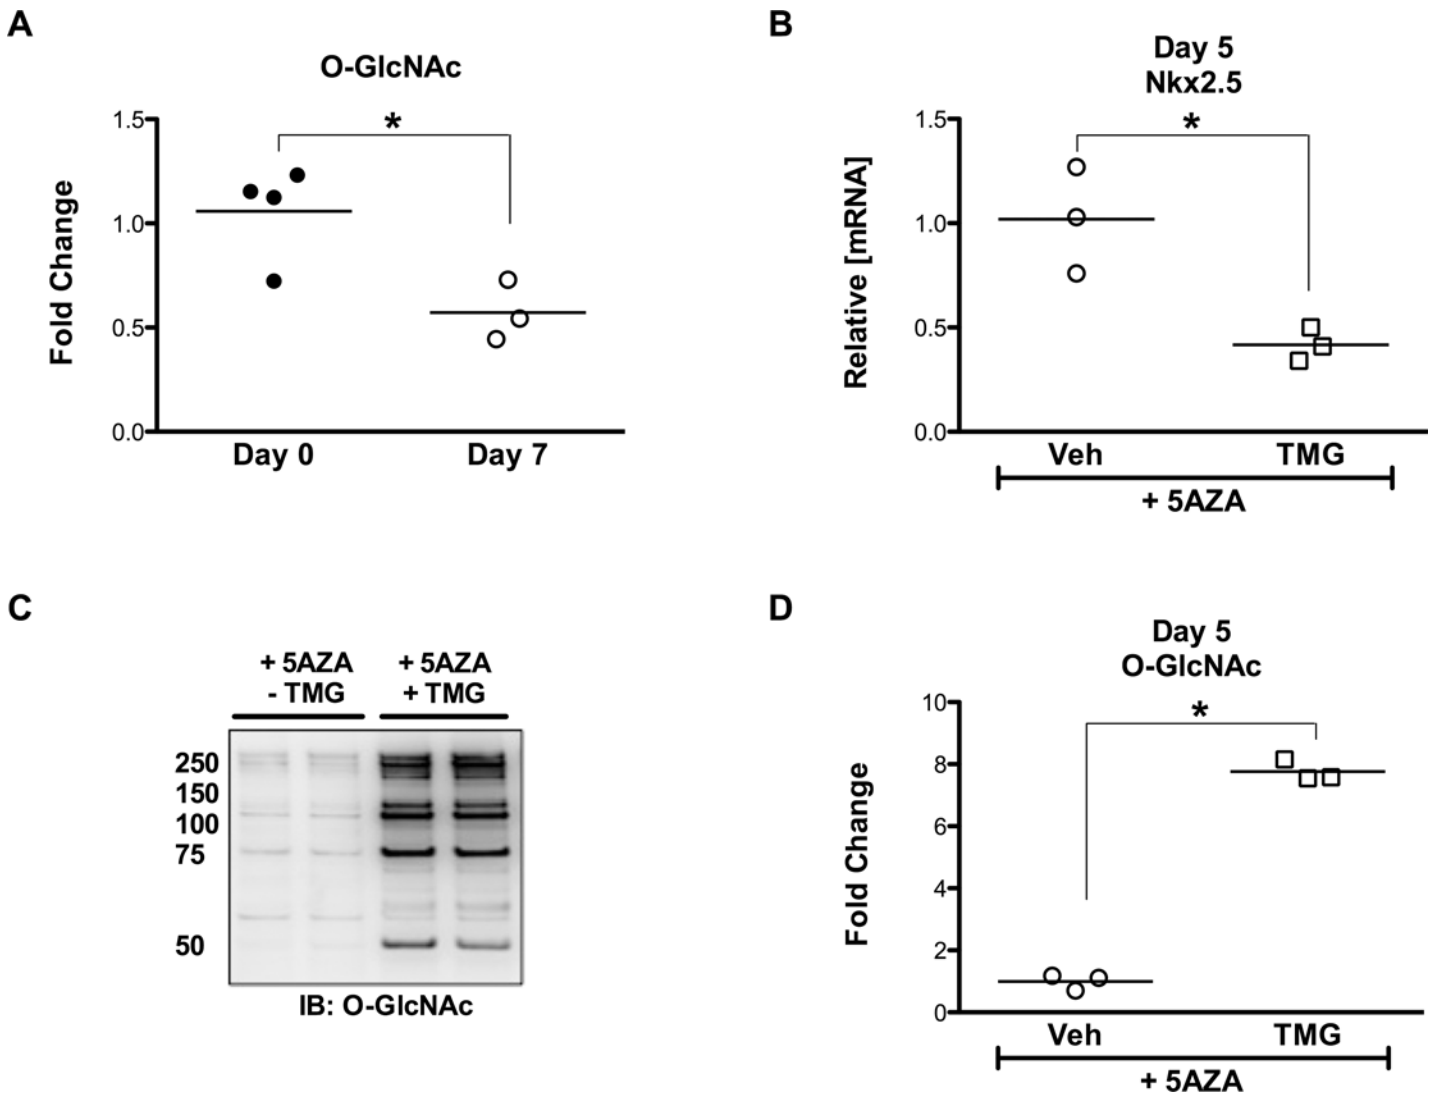 A
O-GlcNAc
*
Fold Change
1.5
1.0
0.5
0.0
Day 0 Day 7
B
Day 5
Nkx2.5
*
Relative [mRNA]
1.5
1.0
0.5
0.0
Veh TMG
+ 5AZA
C
+ 5AZA + 5AZA
- TMG + TMG
250
150
100
75
50
IB: O-GlcNAc
D
Day 5
O-GlcNAc
*
Fold Change
10
8
6
4
2
0
Veh TMG
+ 5AZA